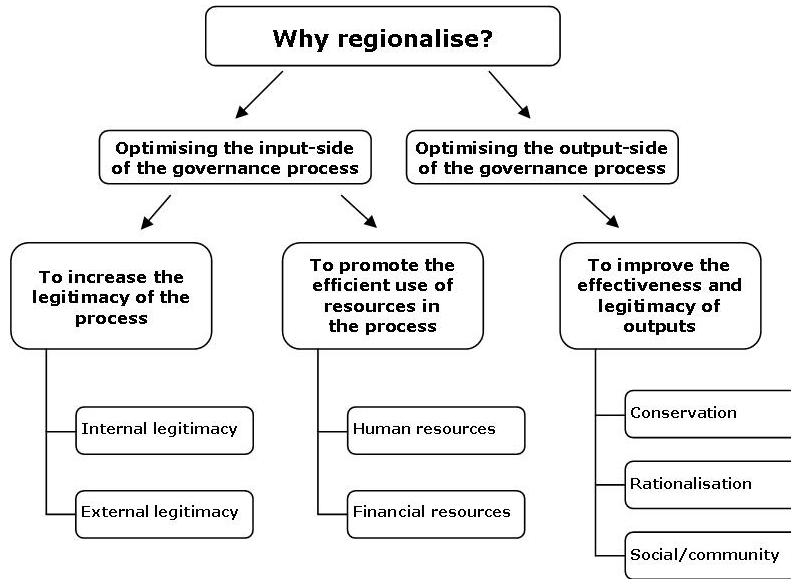 Why regionalise?
Optimising the input-side
of the governance process
Optimising the output-side
of the governance process
To increase the
legitimacy of the
process
To promote the
efficient use of
resources in
the process
To improve the
effectiveness and
legitimacy of
outputs
Internal legitimacy
External legitimacy
Human resources
Financial resources
Conservation
Rationalisation
Social/community